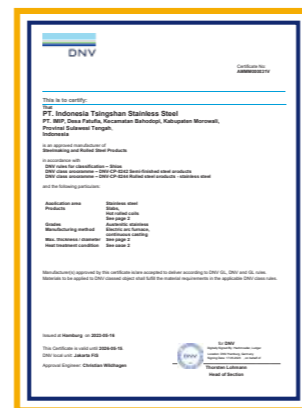 DNV
Certificate No:
This is to certify:
That
PT. Indonesia Tsingshan Stainless Steel
PT. IMIP, Desa Fatufia, Kecamatan Bahodopi, Kabupaten Morowali,
Provinsi Sulawesi Tengah.
Indonesia
is an approved manufacturer of
Steelmaking and Rolled Steel Products
in accordance with
DNV rules for classification – Ships
DNV class programme – DNV-CP-0242 Semi-finished steel products
DNV class programme – DNV-CP-0244 Rolled steel products - stainless steel
and the following particulars:
Application area Stainless steel
Products Slabs,
Hot rolled coils
See page 2
Grades Austenitic stainless
Manufacturing method Electric arc furnace,
continuous casting
Max. thickness / diameter See page 2
Heat treatment condition See page 2
Manufacturer(s) approved by this certificate is/are accepted to deliver according to DNV GL, DNV and GL rules.
Materials to be applied to DNV classed object shall fulfill the material requirements in the applicable DNV class rules.
Issued at Hamburg on 2023-05-16
This Certificate is valid until 2026-05-15.
DNV local unit: Jakarta FiS
Approval Engineer: Christian Wildhagen
for DNV
DNV
Thorsten Lohmann
Head of Section